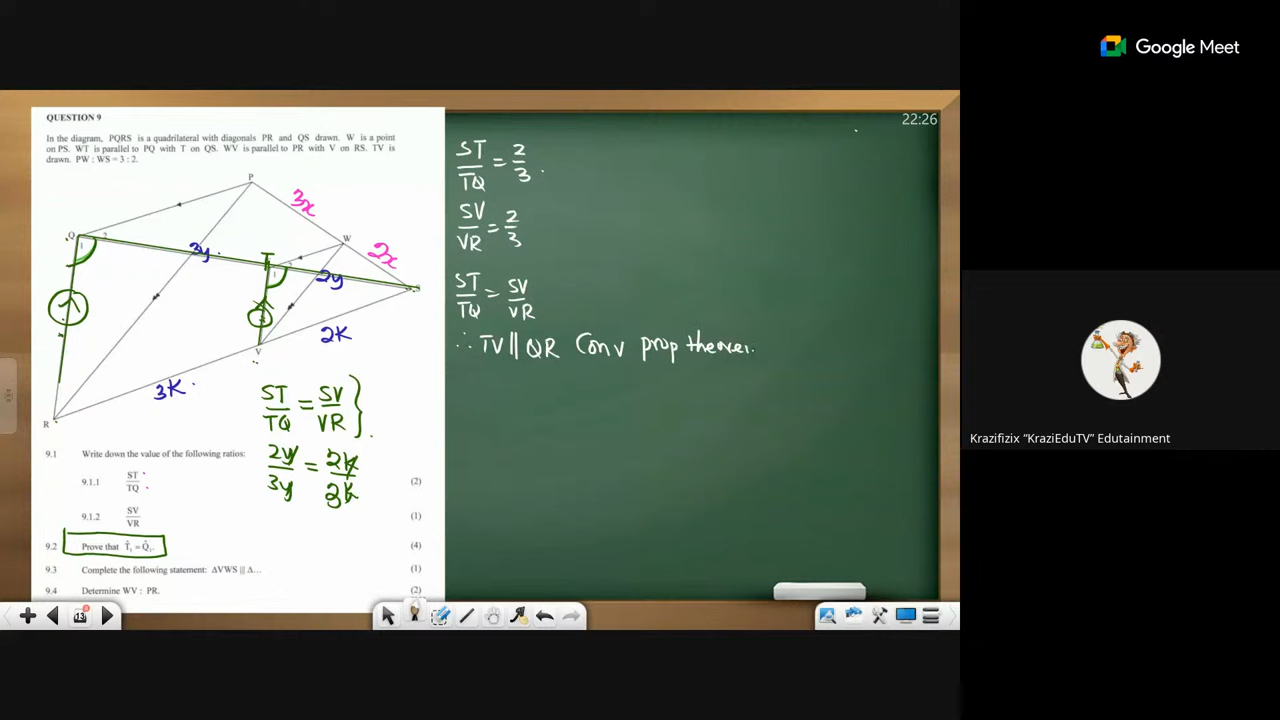 Google Meet
22:26
QUESTION 9
In the diagram, PQRS is a quadrilateral with diagonals PR and QS drawn. W is a point
on PS. WT is parallel to PQ with T on QS. WV is parallel to PR with V on RS. TV is
drawn. PW : WS = 3 : 2.
P
3x
Q
2
1
3y
T
W
2x
1
2y
2K
V
3K
R
ST/TQ = SV/VR
2y/3y = 2K/3K
9.1 Write down the value of the following ratios:
9.1.1 ST/TQ (2)
9.1.2 SV/VR (1)
9.2 Prove that T̂₁ = Q̂₁. (4)
9.3 Complete the following statement: ΔVWS ||| Δ… (1)
9.4 Determine WV : PR. (2)
ST/TQ = 2/3
SV/VR = 2/3
ST/TQ = SV/VR
∴ TV || QR Conv prop
13
Krazifizix "KraziEduTV" Edutainment